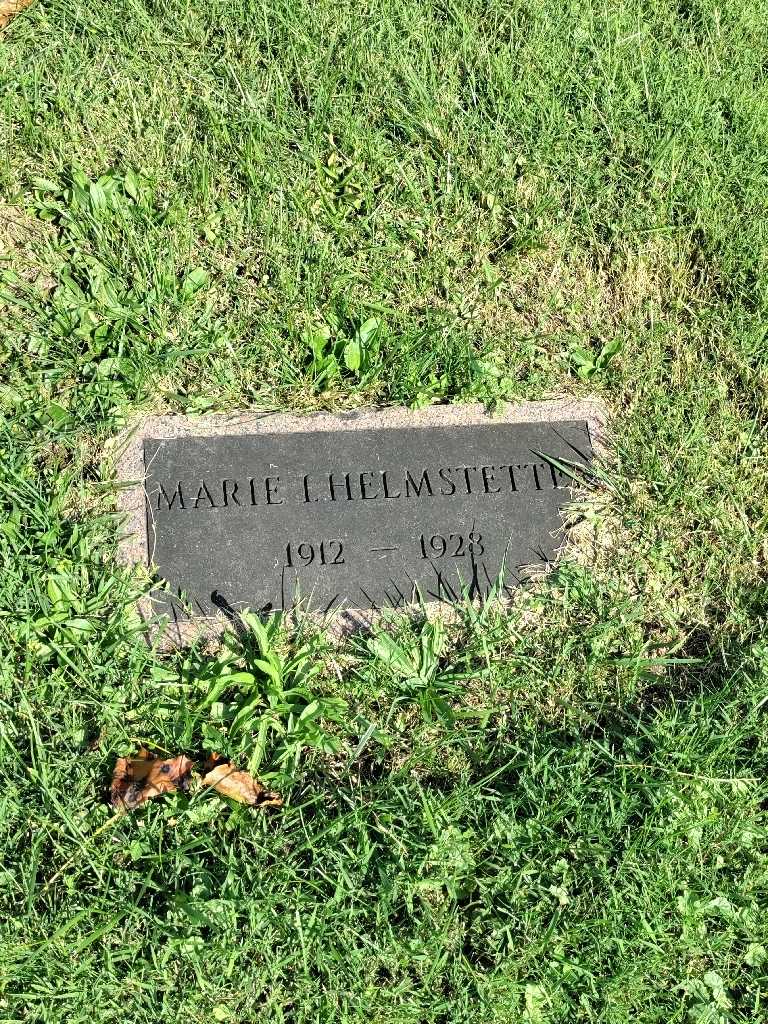 MARIE I. HELMSTETTER
1912 — 1928